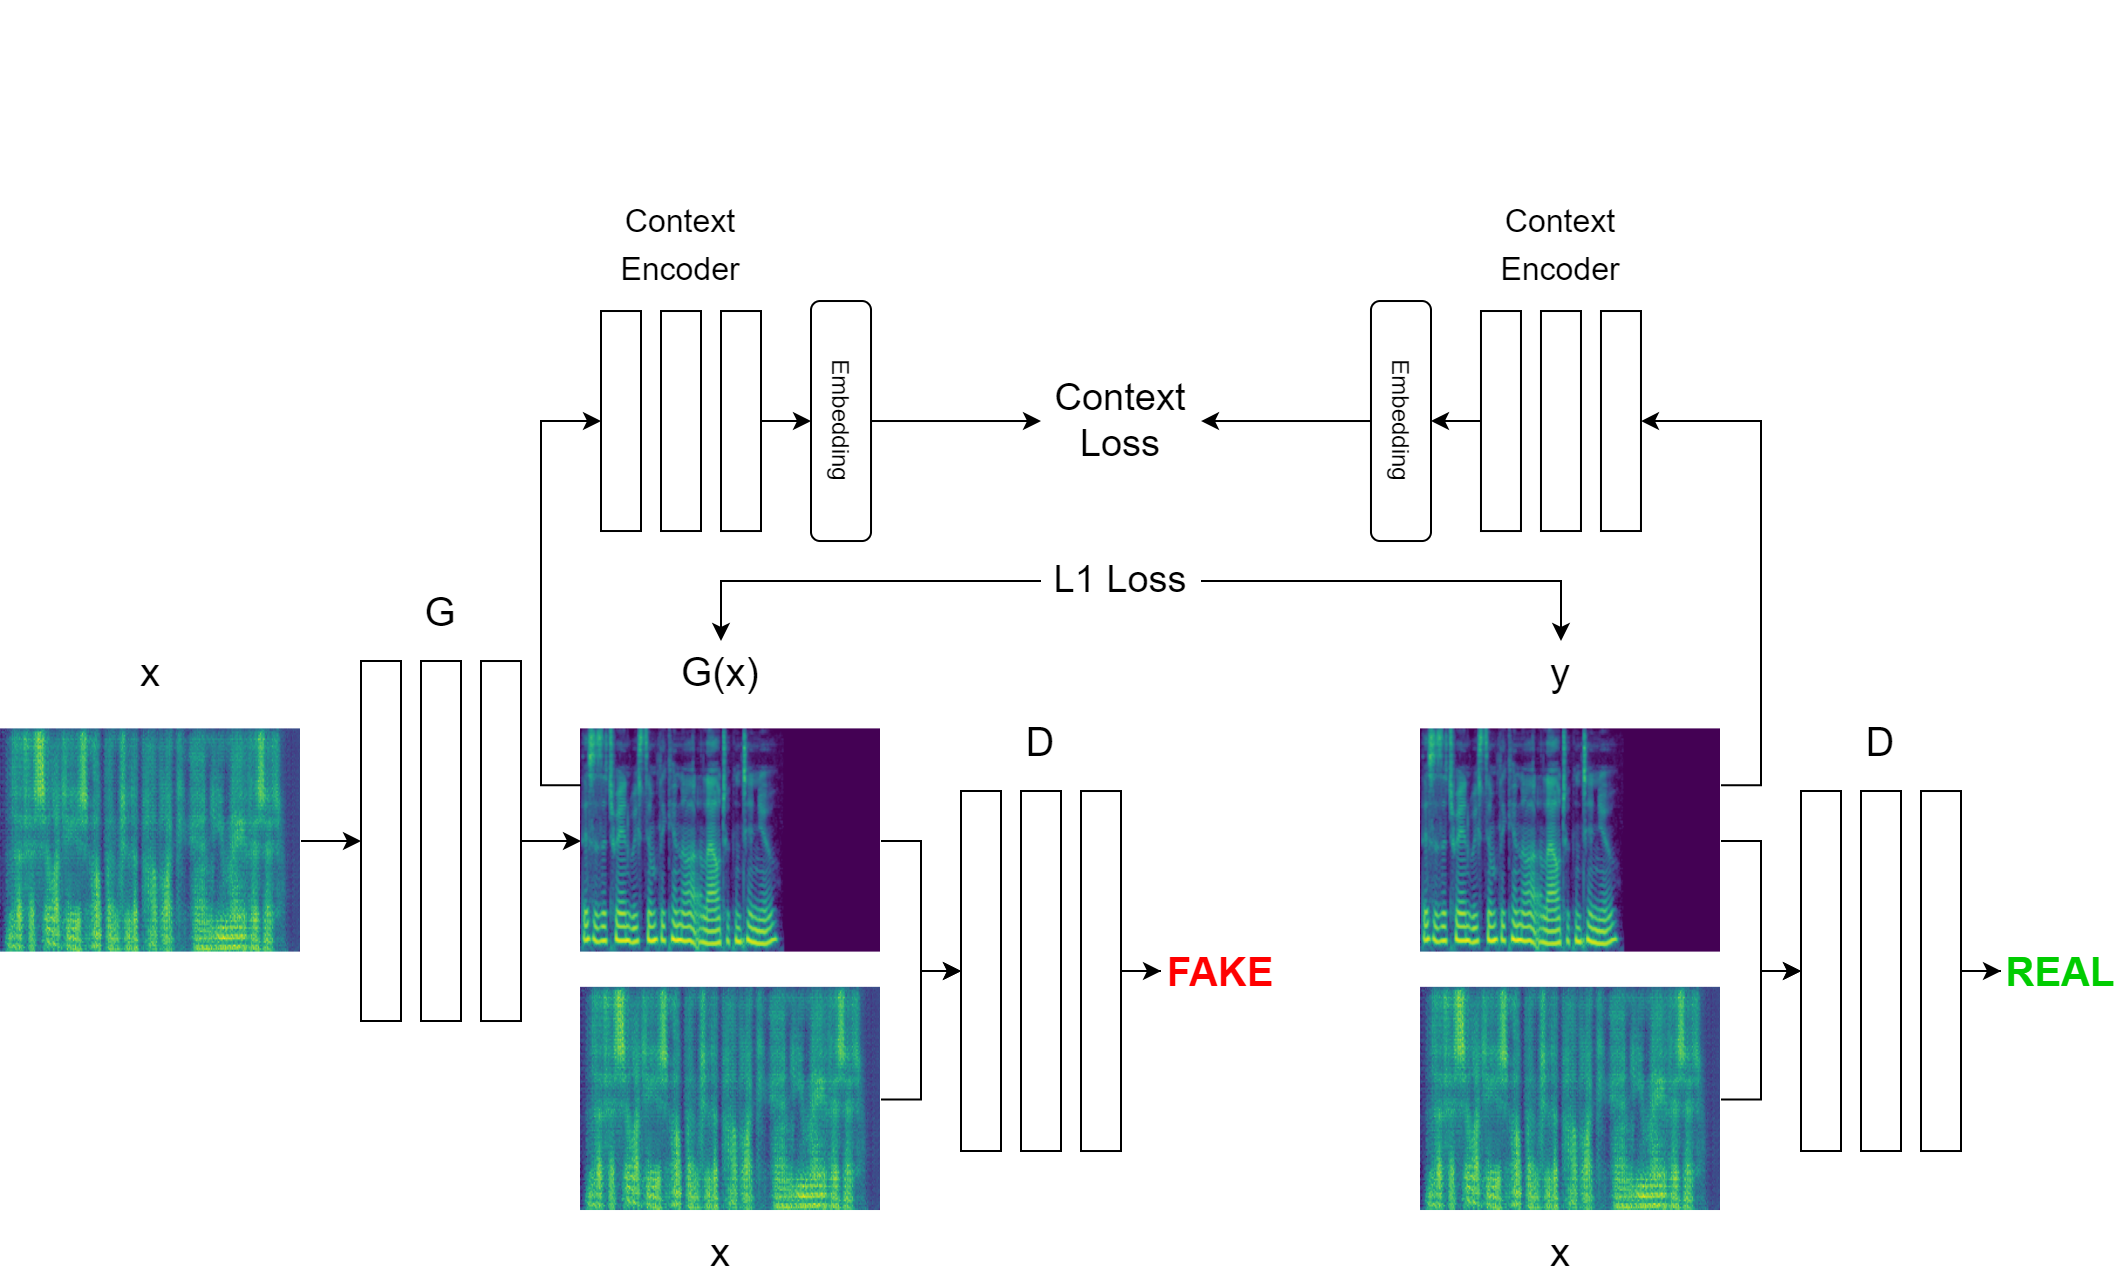 Context
Encoder
Context
Encoder
Embedding
Context
Loss
Embedding
L1 Loss
G
x
G(x)
y
D
D
FAKE
REAL
x
x